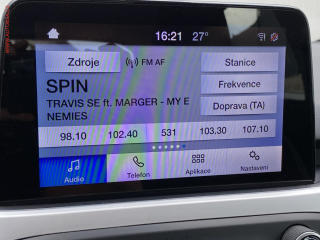 16:21 27°
Zdroje FM AF Stanice
SPIN Frekvence
TRAVIS SE ft. MARGER - MY E
NEMIES
Doprava (TA)
98.10 102.40 531 103.30 107.10
Audio Telefon Aplikace Nastavení